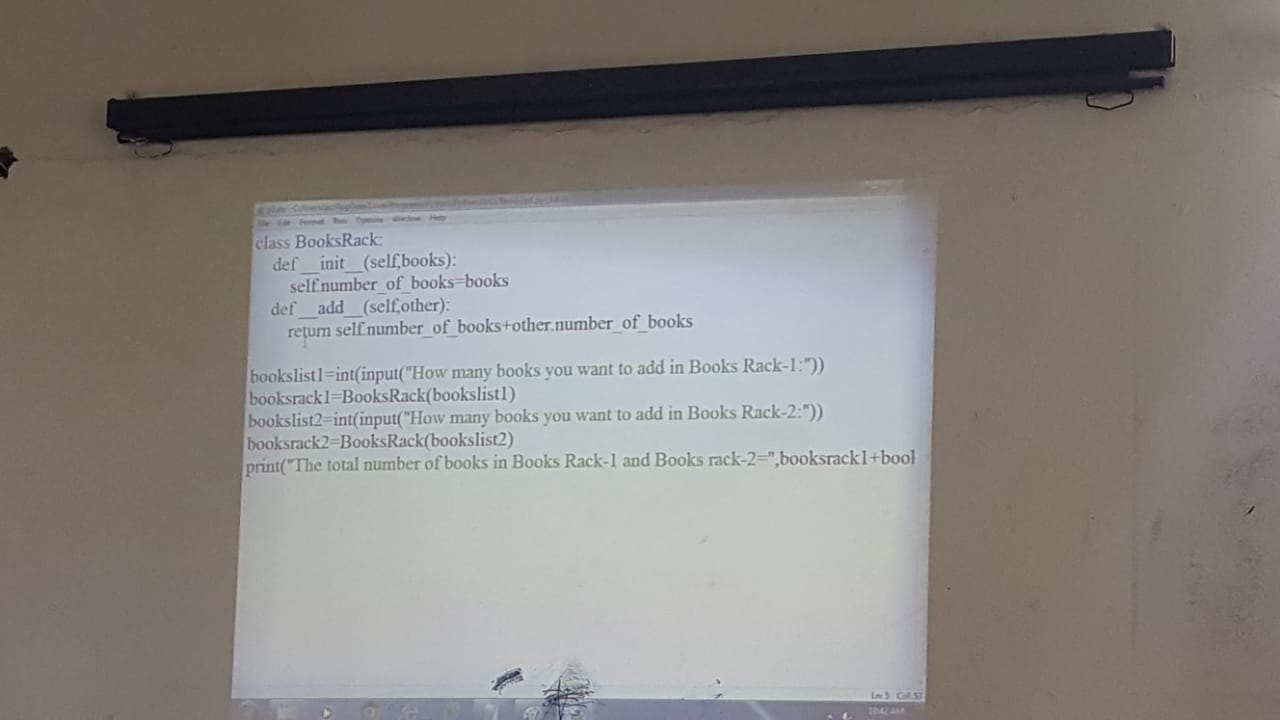 File Edit Format Run Options Window Help
class BooksRack:
def __init__(self,books):
self.number_of_books=books
def __add__(self,other):
return self.number_of_books+other.number_of_books
bookslist1=int(input("How many books you want to add in Books Rack-1:"))
booksrack1=BooksRack(bookslist1)
bookslist2=int(input("How many books you want to add in Books Rack-2:"))
booksrack2=BooksRack(bookslist2)
print("The total number of books in Books Rack-1 and Books rack-2=",booksrack1+bool
Ln: 5 Col: 57